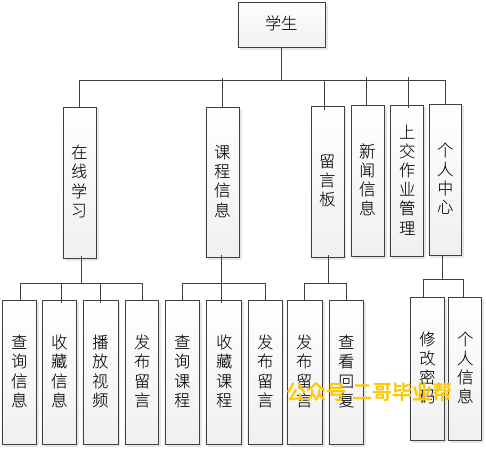 学生
在线学习
课程信息
留言板
新闻信息
上交作业管理
个人中心
查询信息
收藏信息
播放视频
发布留言
查询课程
收藏课程
发布留言
发布留言
查看回复
修改密码
个人信息
公众号 二哥毕业帮